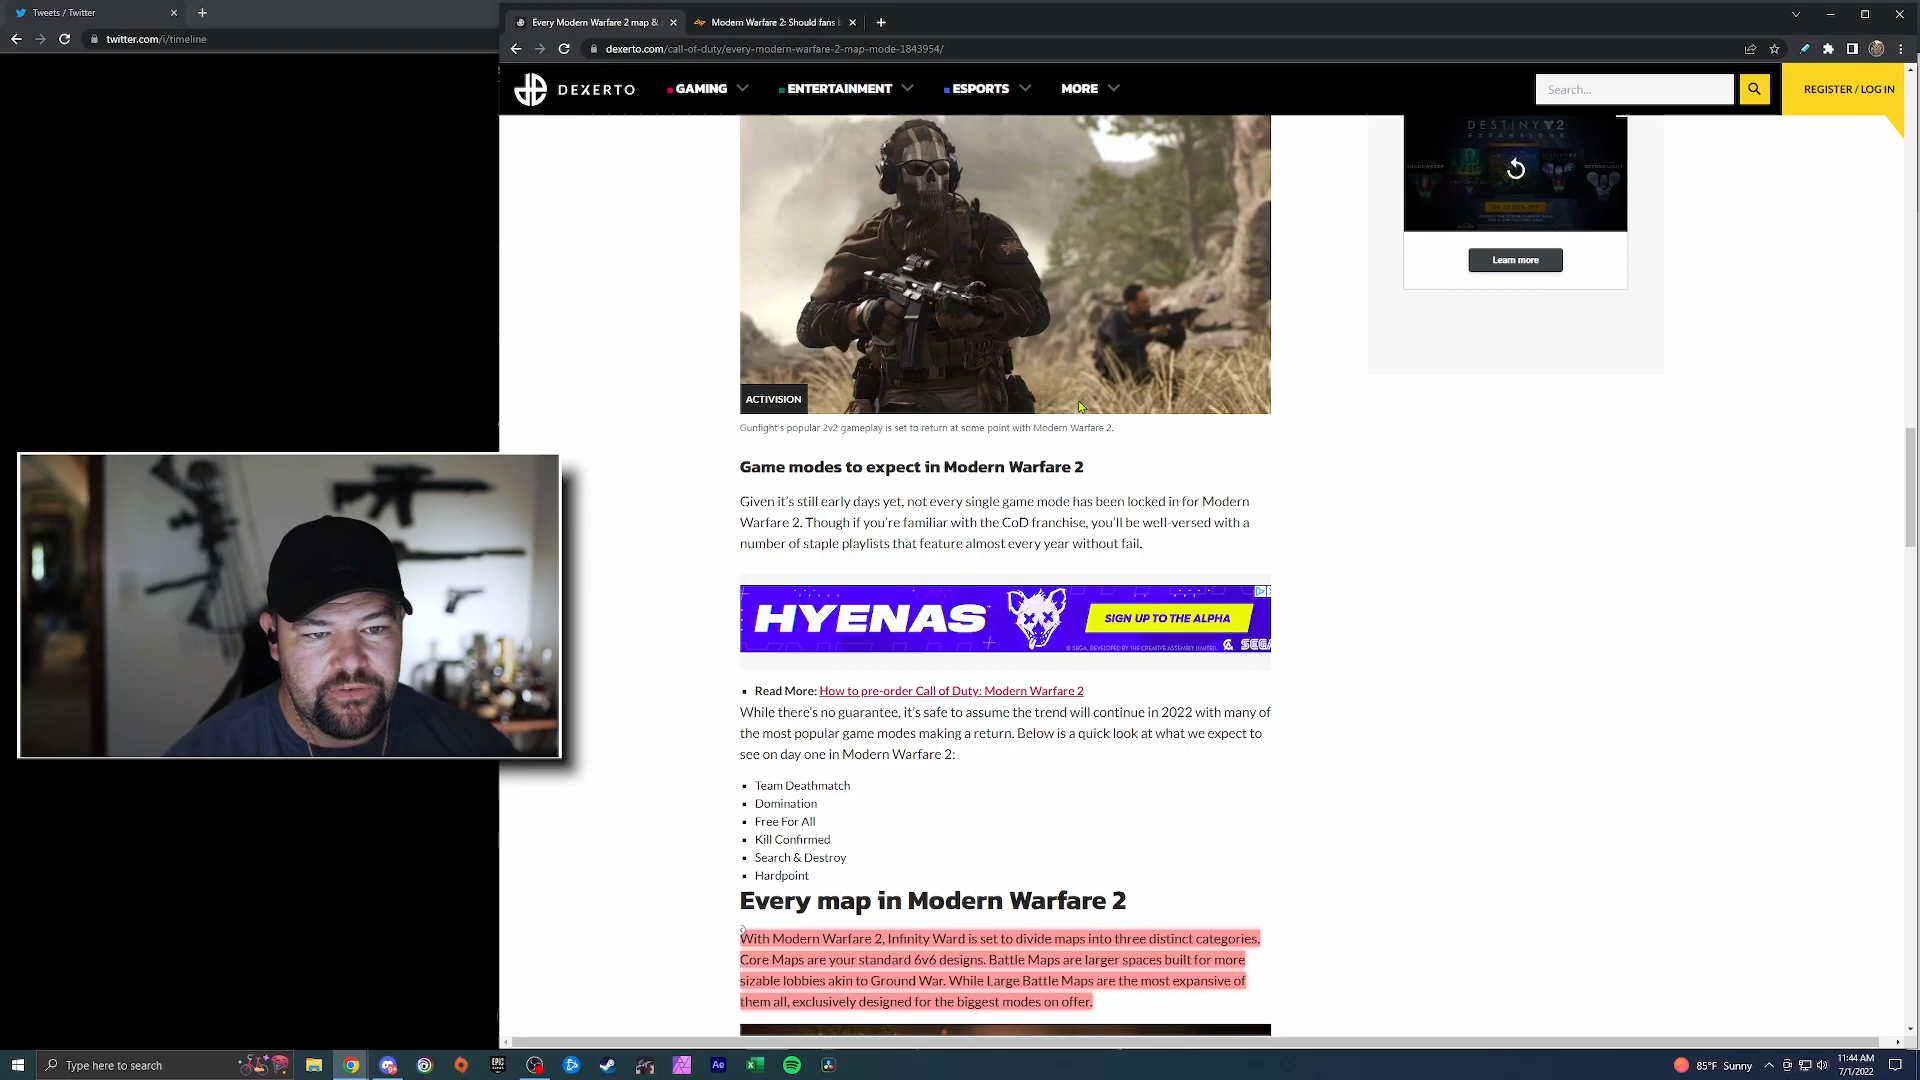 Tweets / Twitter
twitter.com/i/timeline
Every Modern Warfare 2 map &
Modern Warfare 2: Should fans
dexerto.com/call-of-duty/every-modern-warfare-2-map-mode-1843954/
DEXERTO
GAMING
ENTERTAINMENT
ESPORTS
MORE
Search...
REGISTER / LOG IN
DESTINY 2
EXPANSIONS
Learn more
ACTIVISION
Gunfight's popular 2v2 gameplay is set to return at some point with Modern Warfare 2.
Game modes to expect in Modern Warfare 2
Given it's still early days yet, not every single game mode has been locked in for Modern
Warfare 2. Though if you're familiar with the CoD franchise, you'll be well-versed with a
number of staple playlists that feature almost every year without fail.
HYENAS
SIGN UP TO THE ALPHA
© SEGA. DEVELOPED BY THE CREATIVE ASSEMBLY LIMITED.
SEGA
Read More: How to pre-order Call of Duty: Modern Warfare 2
While there's no guarantee, it's safe to assume the trend will continue in 2022 with many of
the most popular game modes making a return. Below is a quick look at what we expect to
see on day one in Modern Warfare 2:
Team Deathmatch
Domination
Free For All
Kill Confirmed
Search & Destroy
Hardpoint
Every map in Modern Warfare 2
With Modern Warfare 2, Infinity Ward is set to divide maps into three distinct categories.
Core Maps are your standard 6v6 designs. Battle Maps are larger spaces built for more
sizable lobbies akin to Ground War. While Large Battle Maps are the most expansive of
them all, exclusively designed for the biggest modes on offer.
Type here to search
EPIC
Ae
85°F Sunny
11:44 AM
7/1/2022